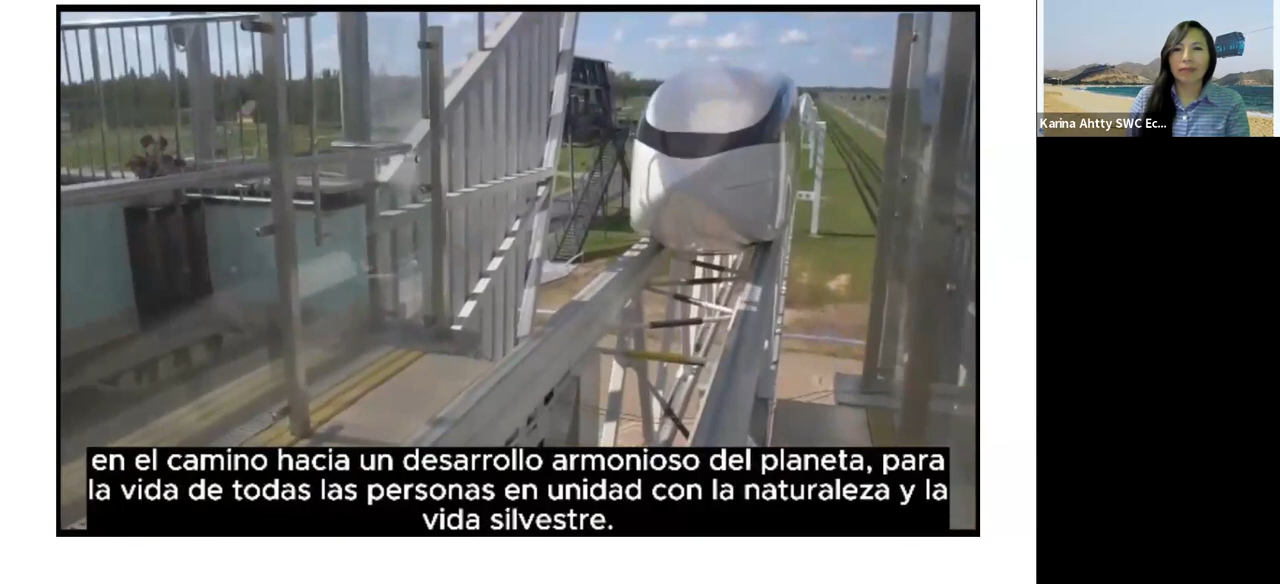 en el camino hacia un desarrollo armonioso del planeta, para
la vida de todas las personas en unidad con la naturaleza y la
vida silvestre.
Karina Ahtty SWC Ec...